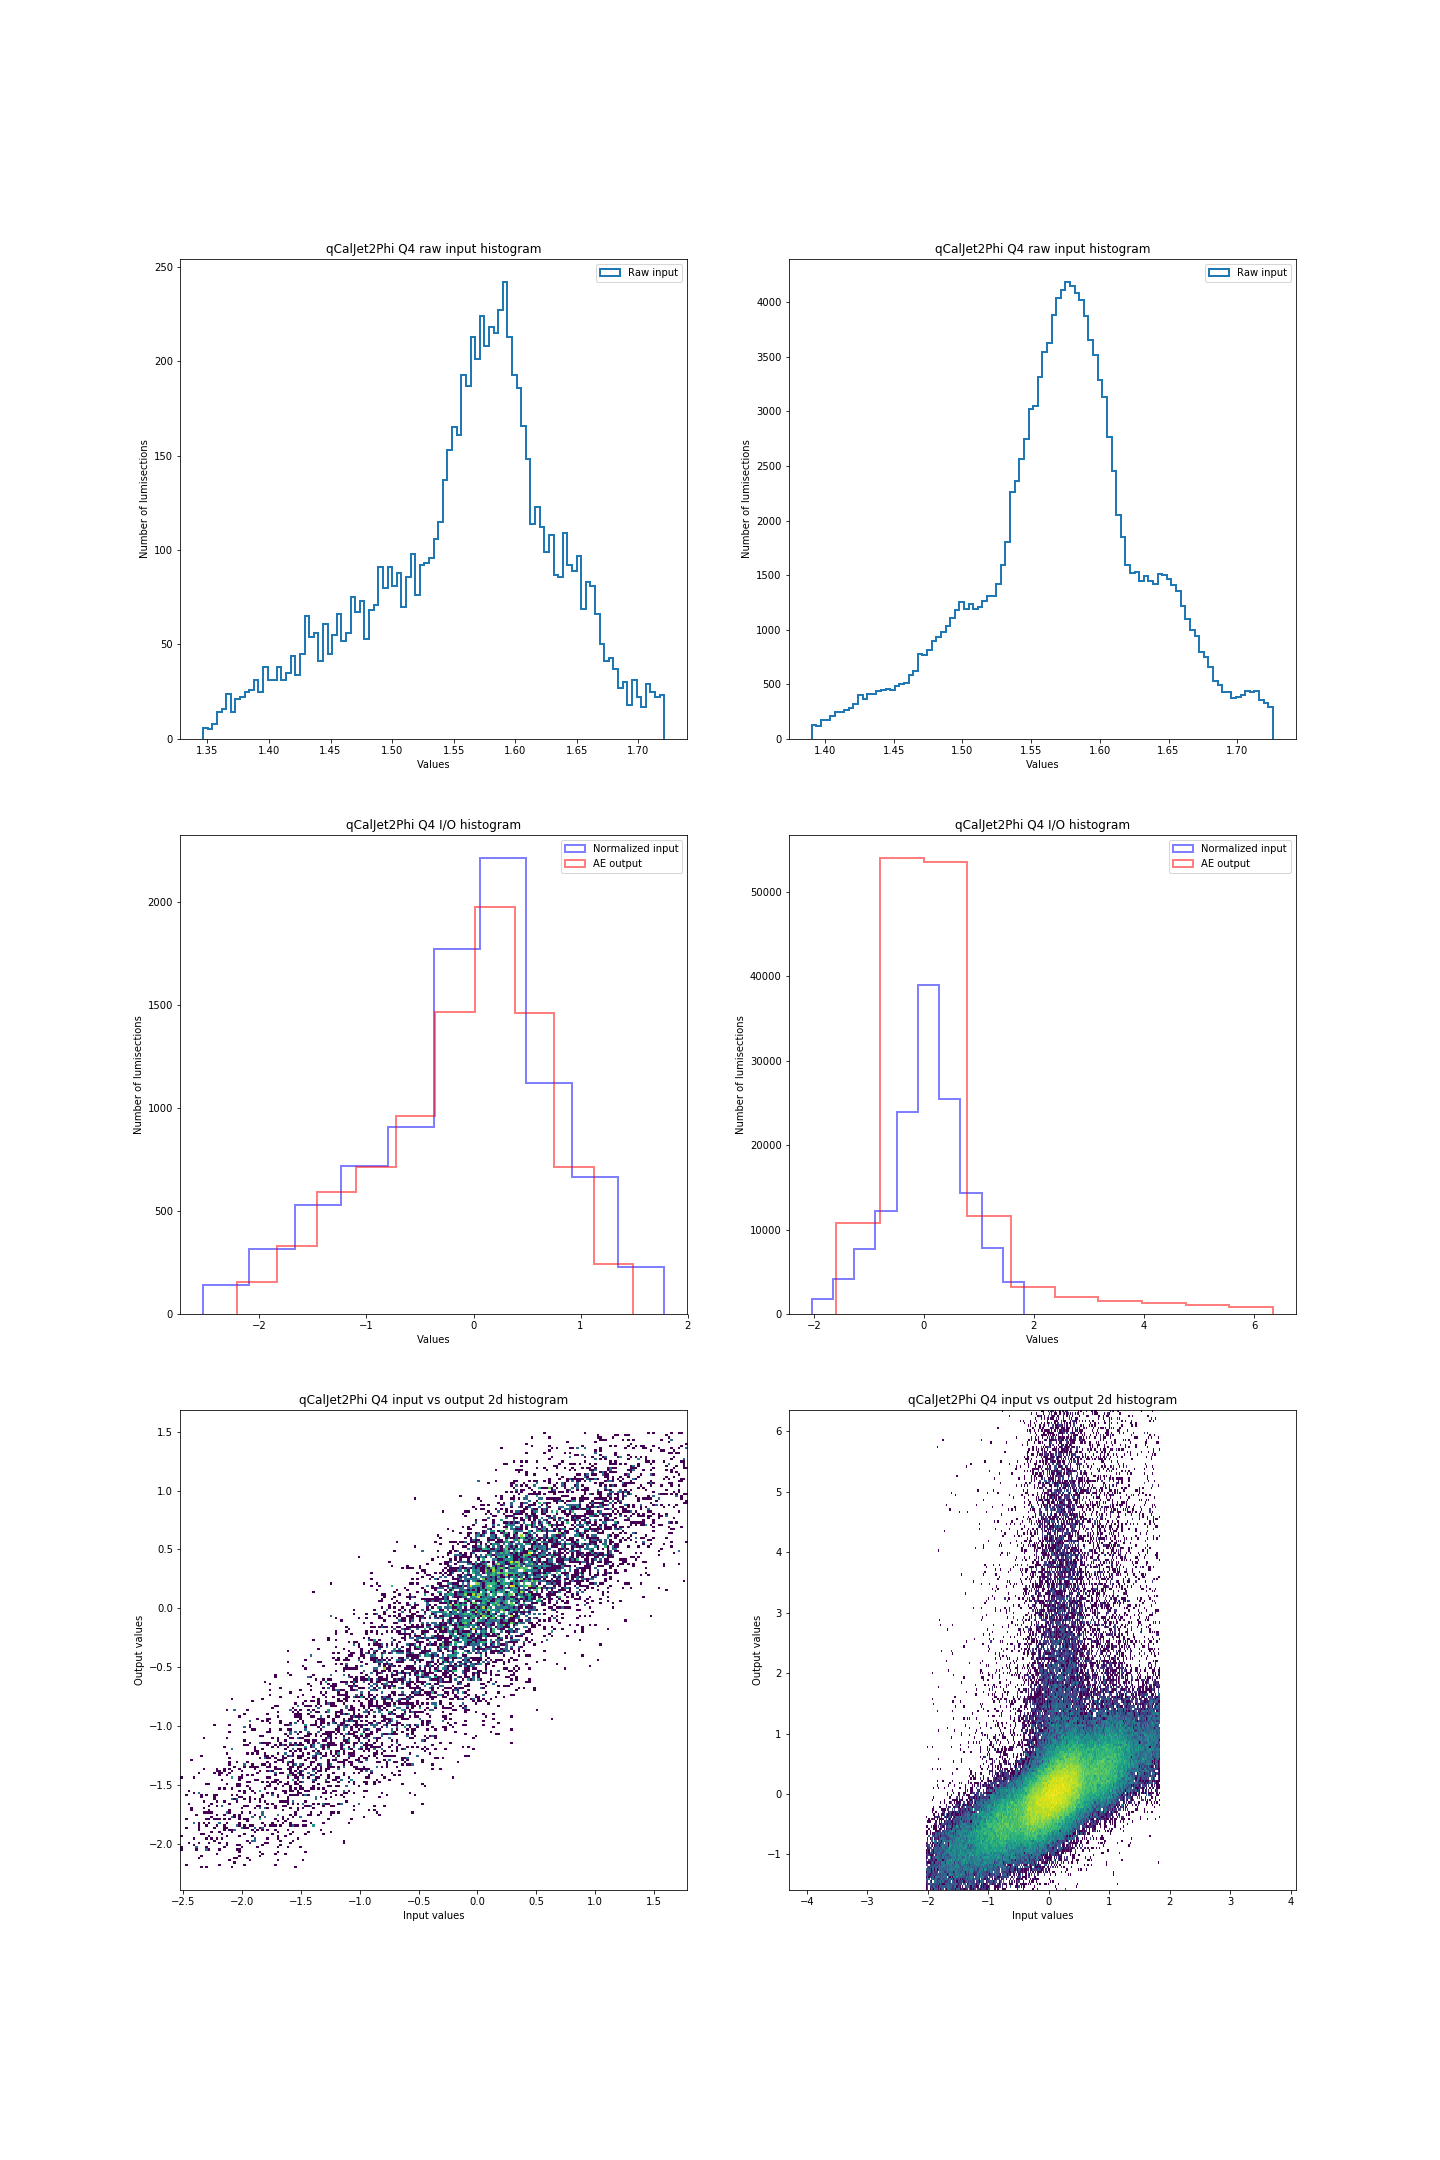 qCalJet2Phi Q4 raw input histogram
Raw input
250
200
150
100
50
0
Number of lumisections
1.35 1.40 1.45 1.50 1.55 1.60 1.65 1.70
Values
qCalJet2Phi Q4 raw input histogram
Raw input
4000
3500
3000
2500
2000
1500
1000
500
0
Number of lumisections
1.40 1.45 1.50 1.55 1.60 1.65 1.70
Values
qCalJet2Phi Q4 I/O histogram
Normalized input
AE output
2000
1500
1000
500
0
Number of lumisections
−2 −1 0 1 2
Values
qCalJet2Phi Q4 I/O histogram
Normalized input
AE output
50000
40000
30000
20000
10000
0
Number of lumisections
−2 0 2 4 6
Values
qCalJet2Phi Q4 input vs output 2d histogram
1.5
1.0
0.5
0.0
−0.5
−1.0
−1.5
−2.0
Output values
−2.5 −2.0 −1.5 −1.0 −0.5 0.0 0.5 1.0 1.5
Input values
qCalJet2Phi Q4 input vs output 2d histogram
6
5
4
3
2
1
0
−1
Output values
−4 −3 −2 −1 0 1 2 3 4
Input values